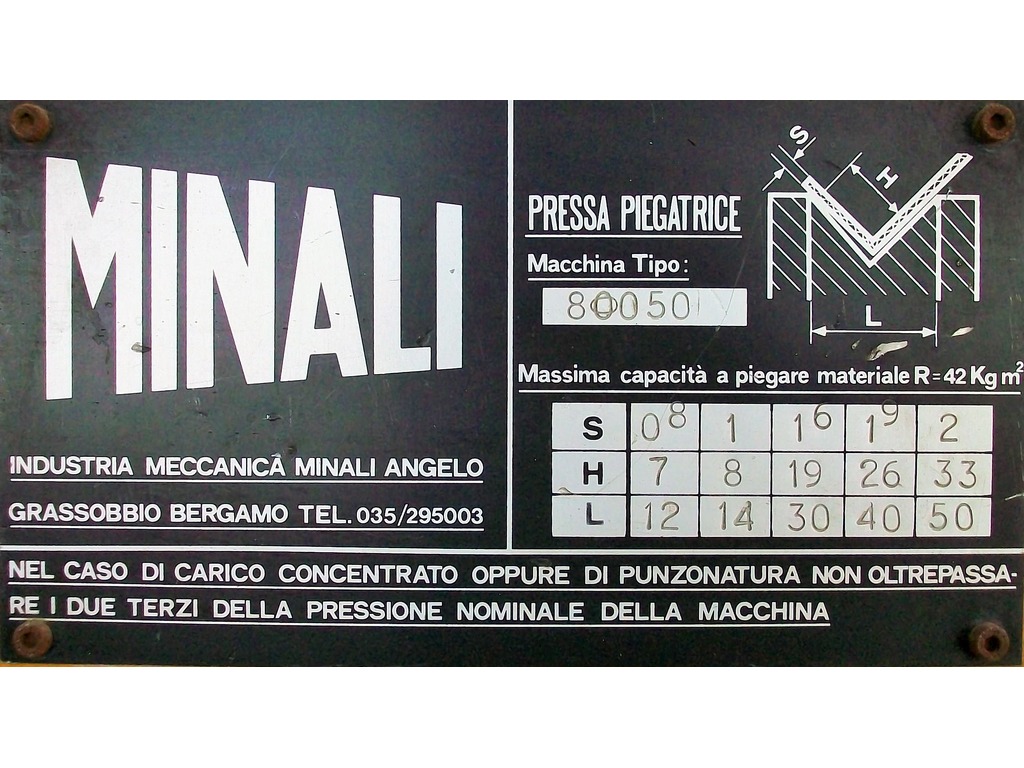 MINALI
INDUSTRIA MECCANICA MINALI ANGELO
GRASSOBBIO BERGAMO TEL. 035/295003
PRESSA PIEGATRICE
Macchina Tipo:
80050
S
H
L
Massima capacità a piegare materiale R=42 Kg m²
S 0⁸ 1 1⁶ 1⁹ 2
H 7 8 19 26 33
L 12 14 30 40 50
NEL CASO DI CARICO CONCENTRATO OPPURE DI PUNZONATURA NON OLTREPASSA-
RE I DUE TERZI DELLA PRESSIONE NOMINALE DELLA MACCHINA